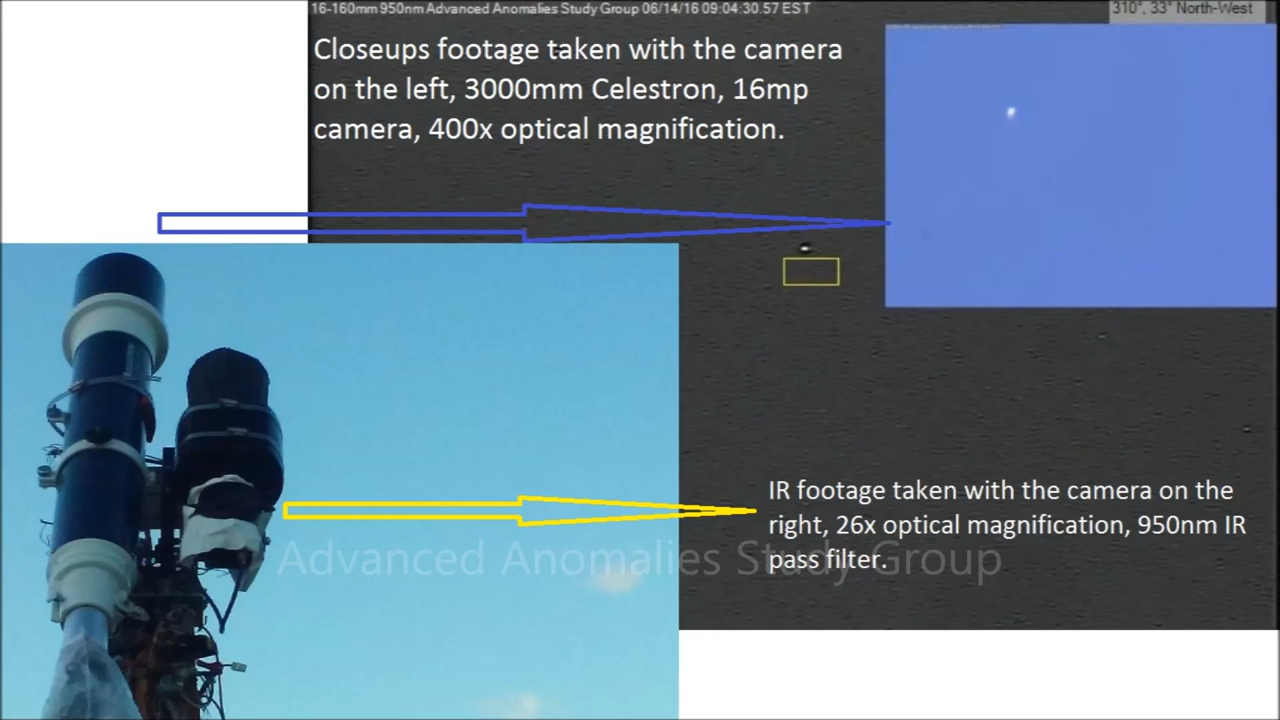 16-160mm 950nm Advanced Anomalies Study Group 06/14/16 09:04:30.57 EST
310°, 33° North-West
Closeups footage taken with the camera
on the left, 3000mm Celestron, 16mp
camera, 400x optical magnification.
IR footage taken with the camera on the
right, 26x optical magnification, 950nm IR
pass filter.
Advanced Anomalies Study Group